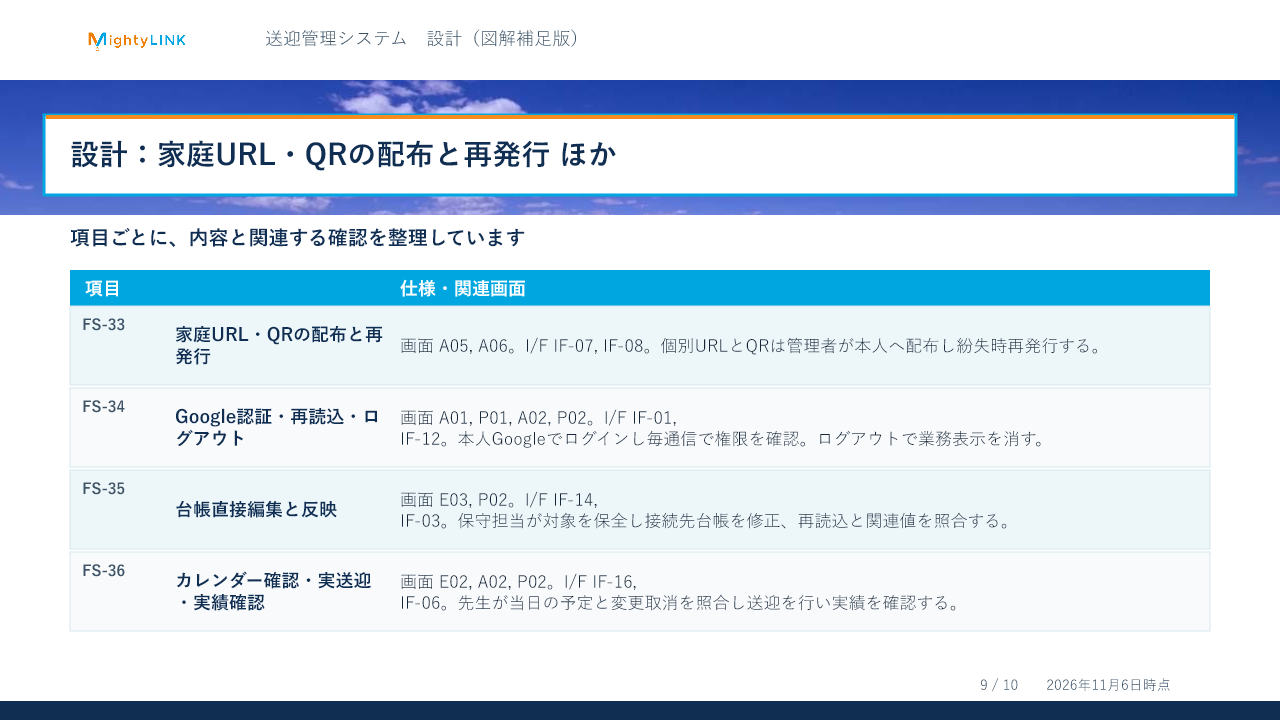 MightyLINK
送迎管理システム　設計（図解補足版）
設計：家庭URL・QRの配布と再発行 ほか
項目ごとに、内容と関連する確認を整理しています
項目
仕様・関連画面
FS-33
家庭URL・QRの配布と再
発行
画面 A05, A06。I/F IF-07, IF-08。個別URLとQRは管理者が本人へ配布し紛失時再発行する。
FS-34
Google認証・再読込・ロ
グアウト
画面 A01, P01, A02, P02。I/F IF-01,
IF-12。本人Googleでログインし毎通信で権限を確認。ログアウトで業務表示を消す。
FS-35
台帳直接編集と反映
画面 E03, P02。I/F IF-14,
IF-03。保守担当が対象を保全し接続先台帳を修正、再読込と関連値を照合する。
FS-36
カレンダー確認・実送迎
・実績確認
画面 E02, A02, P02。I/F IF-16,
IF-06。先生が当日の予定と変更取消を照合し送迎を行い実績を確認する。
9 / 10
2026年11月6日時点